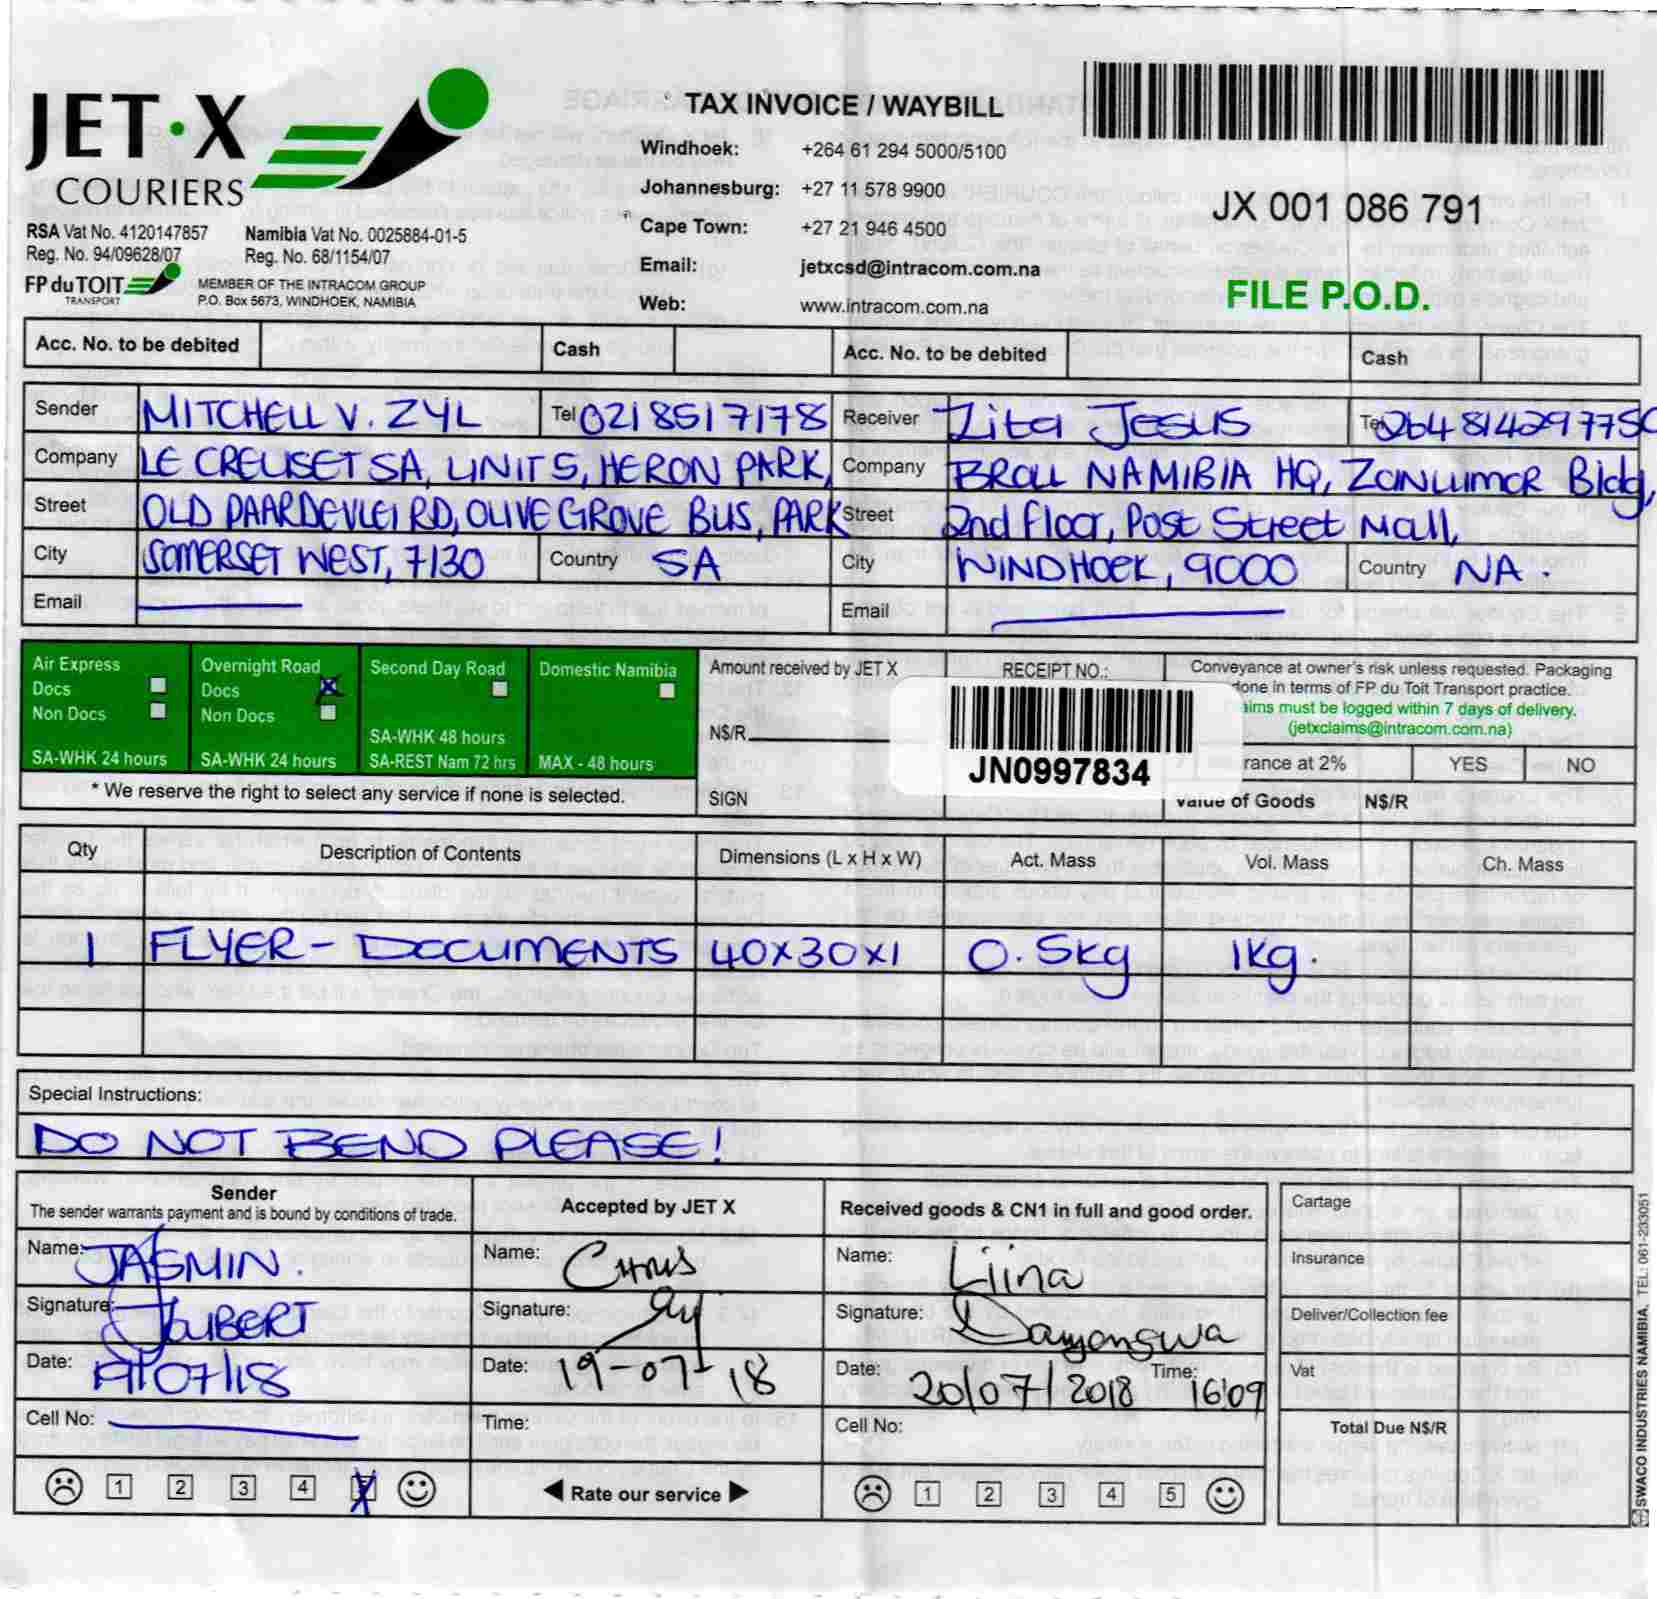 JET·X
COURIERS
RSA Vat No. 4120147857
Reg. No. 94/09628/07
Namibia Vat No. 0025884-01-5
Reg. No. 68/1154/07
FP du TOIT
TRANSPORT
MEMBER OF THE INTRACOM GROUP
P.O. Box 5673, WINDHOEK, NAMIBIA
TAX INVOICE / WAYBILL
Windhoek: +264 61 294 5000/5100
Johannesburg: +27 11 578 9900
Cape Town: +27 21 946 4500
Email: jetxcsd@intracom.com.na
Web: www.intracom.com.na
JX 001 086 791
FILE P.O.D.
Acc. No. to be debited Cash Acc. No. to be debited Cash
Sender MITCHELL V. ZYL Tel 0218517178
Company LE CREUSET SA, UNIT 5, HERON PARK,
Street OLD PAARDEVLEI RD, OLIVE GROVE BUS, PARK
City SOMERSET WEST, 7130 Country SA
Email
Receiver Zita JESUS Tel 26481429775
Company BROLL NAMIBIA HQ, ZANLUMOR Bldg,
Street 2nd Floor, Post Street Mall,
City WINDHOEK, 9000 Country NA.
Email
Air Express
Docs
Non Docs
SA-WHK 24 hours
Overnight Road
Docs
Non Docs
SA-WHK 24 hours
Second Day Road
SA-WHK 48 hours
SA-REST Nam 72 hrs
Domestic Namibia
MAX - 48 hours
* We reserve the right to select any service if none is selected.
Amount received by JET X
N$/R
SIGN
RECEIPT NO.:
JN0997834
Conveyance at owner's risk unless requested. Packaging
done in terms of FP du Toit Transport practice.
aims must be logged within 7 days of delivery.
(jetxclaims@intracom.com.na)
rance at 2% YES NO
Value of Goods N$/R
Qty Description of Contents Dimensions (L x H x W) Act. Mass Vol. Mass Ch. Mass
1 FLYER - DOCUMENTS 40x30x1 0.5kg 1kg.
Special Instructions:
DO NOT BEND PLEASE!
Sender
The sender warrants payment and is bound by conditions of trade.
Name: JASMIN.
Signature: JOUBERT
Date: 19/07/18
Cell No:
1 2 3 4 5
Accepted by JET X
Name: CHRIS
Signature:
Date: 19-07-18
Time:
Rate our service
Received goods & CN1 in full and good order.
Name: Liina
Signature:
Date: 20/07/2018 Time: 16:09
Cell No:
1 2 3 4 5
Cartage
Insurance
Deliver/Collection fee
Vat
Total Due N$/R
SWACO INDUSTRIES NAMIBIA, TEL: 061-233051